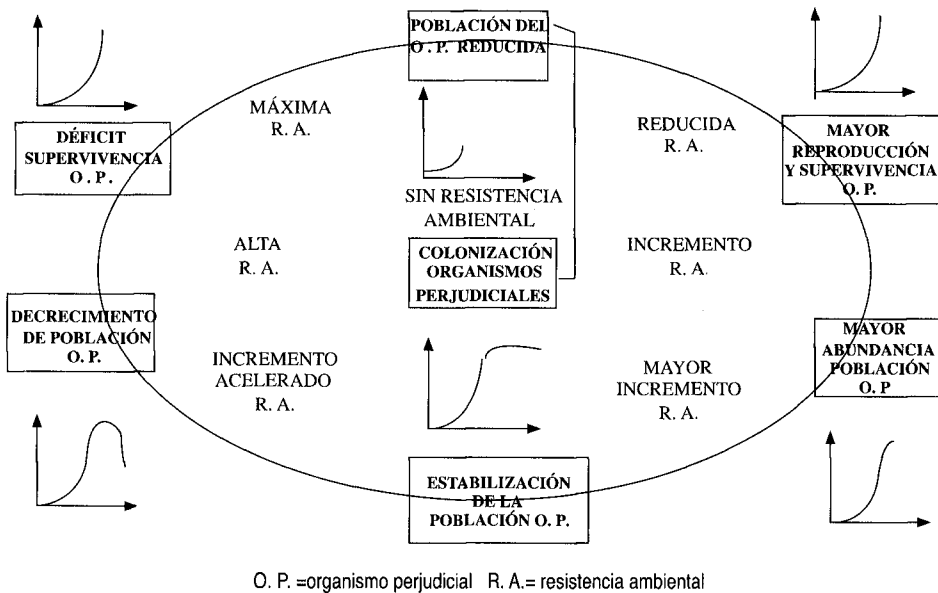 POBLACIÓN DEL
O . P. REDUCIDA
MÁXIMA
R. A.
REDUCIDA
R. A.
DÉFICIT
SUPERVIVENCIA
O . P.
MAYOR
REPRODUCCIÓN
Y SUPERVIVENCIA
O. P.
SIN RESISTENCIA
AMBIENTAL
ALTA
R. A.
COLONIZACIÓN
ORGANISMOS
PERJUDICIALES
INCREMENTO
R. A.
DECRECIMIENTO
DE POBLACIÓN
O. P.
MAYOR
ABUNDANCIA
POBLACIÓN
O. P
INCREMENTO
ACELERADO
R. A.
MAYOR
INCREMENTO
R. A.
ESTABILIZACIÓN
DE LA
POBLACIÓN O. P.
O. P. =organismo perjudicial R. A.= resistencia ambiental